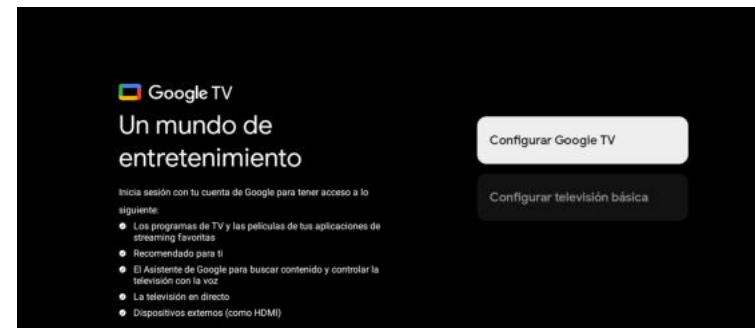 Google TV
Un mundo de
entretenimiento
Inicia sesión con tu cuenta de Google para tener acceso a lo
siguiente:
Los programas de TV y las películas de tus aplicaciones de
streaming favoritas
Recomendado para ti
El Asistente de Google para buscar contenido y controlar la
televisión con la voz
La televisión en directo
Dispositivos externos (como HDMI)
Configurar Google TV
Configurar televisión básica